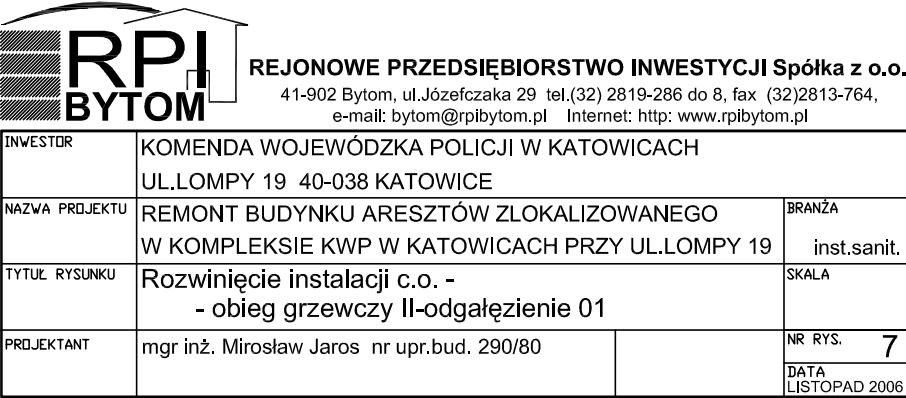 RPI
BYTOM
REJONOWE PRZEDSIĘBIORSTWO INWESTYCJI Spółka z o.o.
41-902 Bytom, ul.Józefczaka 29 tel.(32) 2819-286 do 8, fax (32)2813-764,
e-mail: bytom@rpibytom.pl Internet: http: www.rpibytom.pl
INWESTOR
KOMENDA WOJEWÓDZKA POLICJI W KATOWICACH
UL.LOMPY 19 40-038 KATOWICE
NAZWA PROJEKTU
REMONT BUDYNKU ARESZTÓW ZLOKALIZOWANEGO
W KOMPLEKSIE KWP W KATOWICACH PRZY UL.LOMPY 19
BRANŻA
inst.sanit.
TYTUŁ RYSUNKU
Rozwinięcie instalacji c.o. -
- obieg grzewczy II-odgałęzienie 01
SKALA
PROJEKTANT
mgr inż. Mirosław Jaros nr upr.bud. 290/80
NR RYS. 7
DATA
LISTOPAD 2006